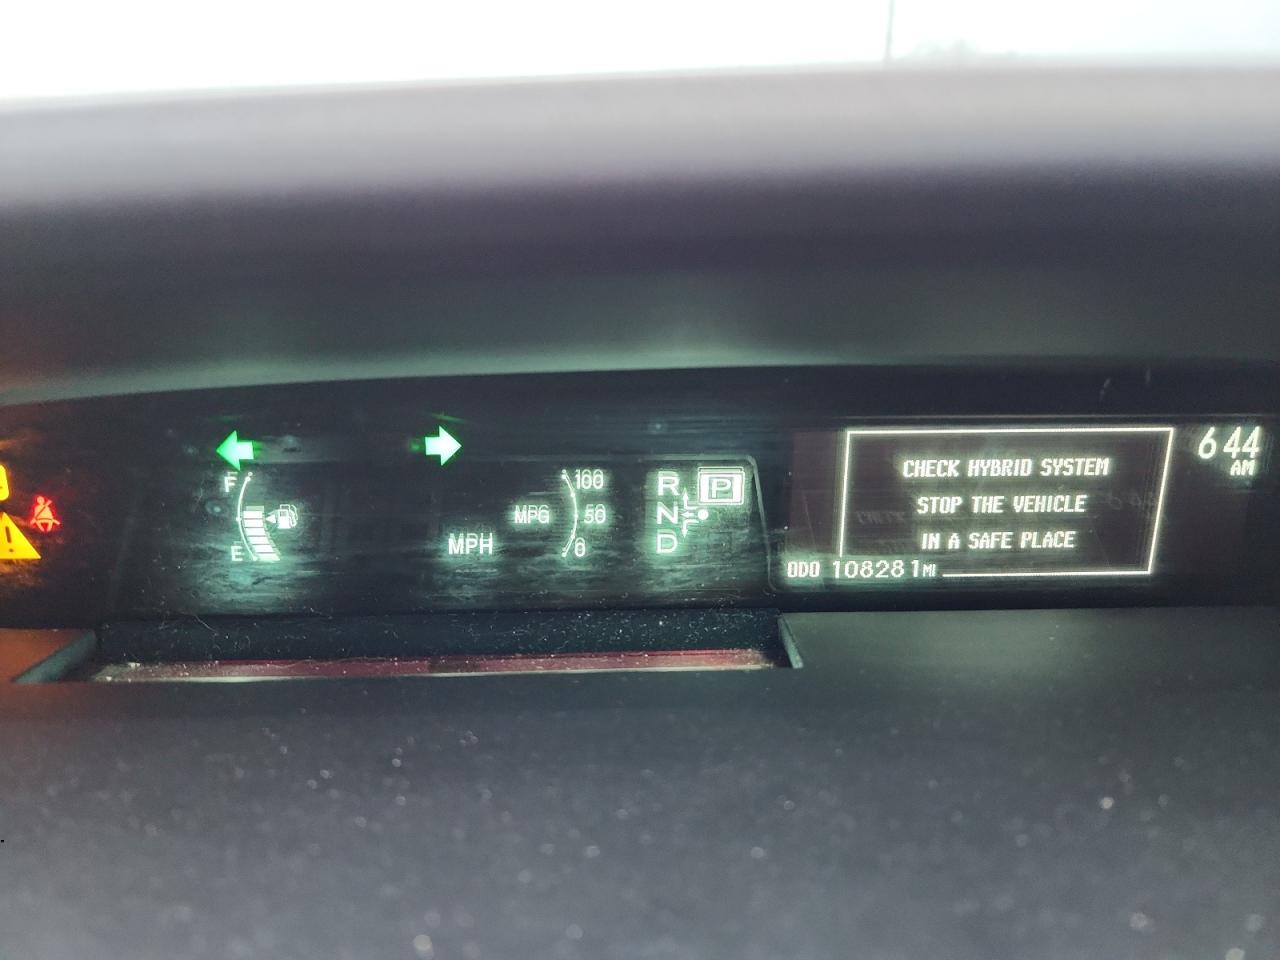 F
E
MPH
MPG
100
50
0
R
N
D
P
CHECK HYBRID SYSTEM
STOP THE VEHICLE
IN A SAFE PLACE
ODO 108281 MI
6 44
AM